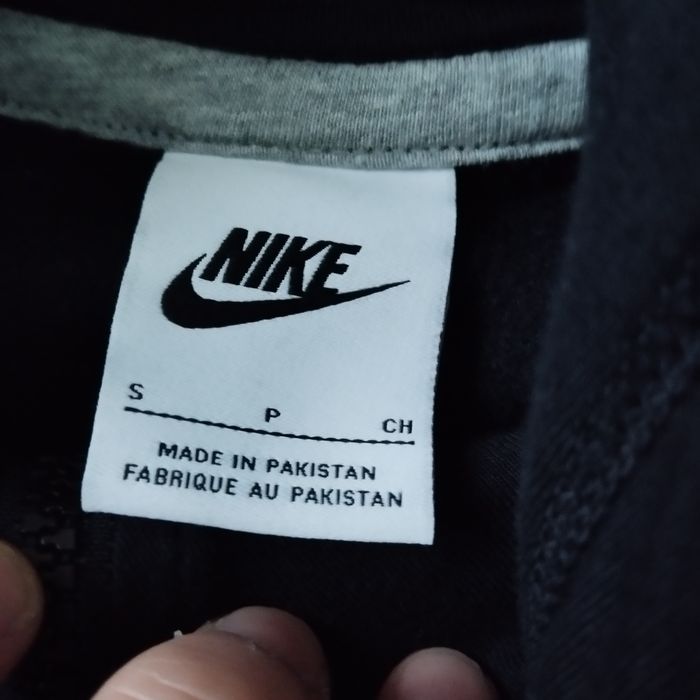 NIKE
S P CH
MADE IN PAKISTAN
FABRIQUE AU PAKISTAN